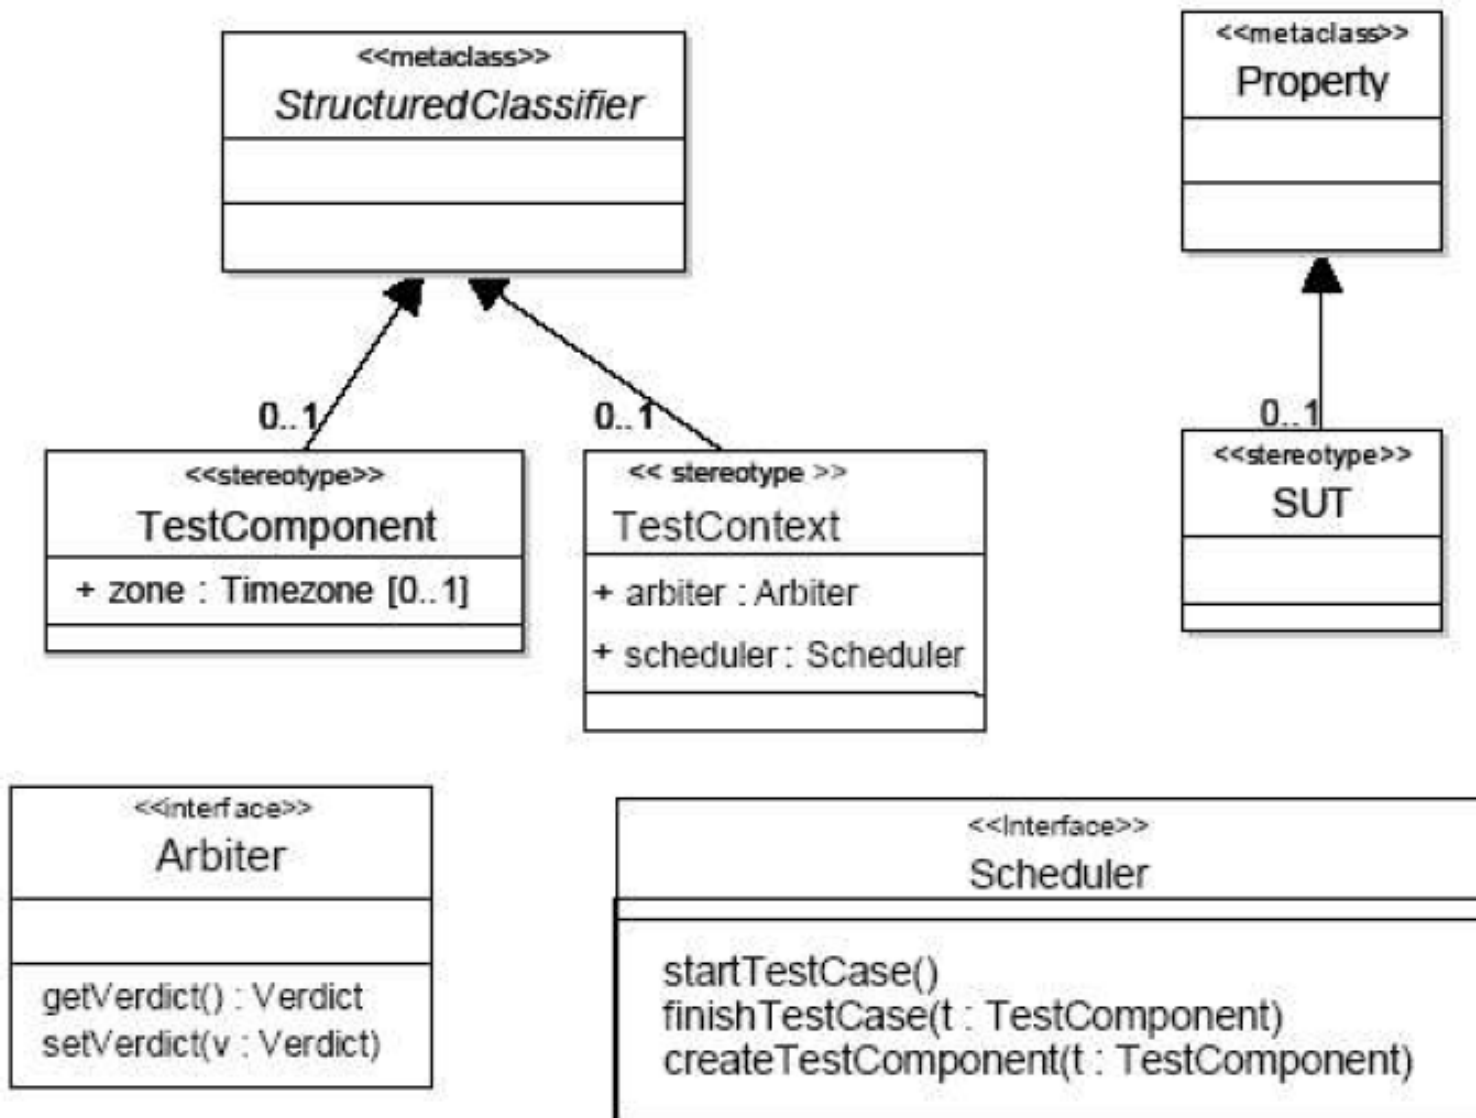 <<metaclass>>
StructuredClassifier
<<metaclass>>
Property
0..1
0..1
0..1
<<stereotype>>
TestComponent
+ zone : Timezone [0..1]
<< stereotype >>
TestContext
+ arbiter : Arbiter
+ scheduler : Scheduler
<<stereotype>>
SUT
<<interface>>
Arbiter
getVerdict() : Verdict
setVerdict(v : Verdict)
<<Interface>>
Scheduler
startTestCase()
finishTestCase(t : TestComponent)
createTestComponent(t : TestComponent)